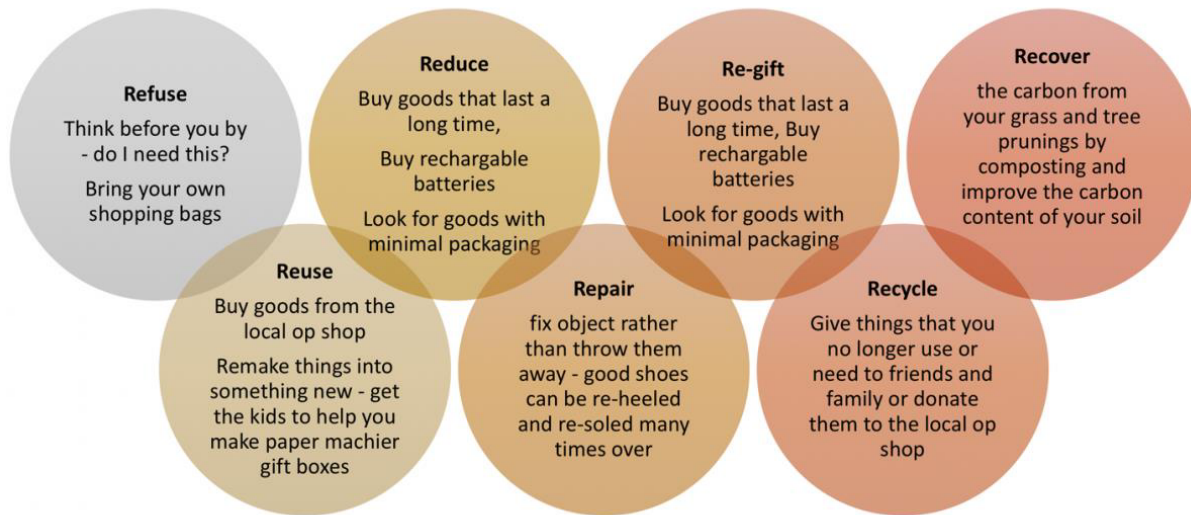 Refuse
Think before you by
- do I need this?
Bring your own
shopping bags
Reuse
Buy goods from the
local op shop
Remake things into
something new - get
the kids to help you
make paper machier
gift boxes
Reduce
Buy goods that last a
long time,
Buy rechargable
batteries
Look for goods with
minimal packaging
Repair
fix object rather
than throw them
away - good shoes
can be re-heeled
and re-soled many
times over
Re-gift
Buy goods that last a
long time, Buy
rechargable
batteries
Look for goods with
minimal packaging
Recycle
Give things that you
no longer use or
need to friends and
family or donate
them to the local op
shop
Recover
the carbon from
your grass and tree
prunings by
composting and
improve the carbon
content of your soil